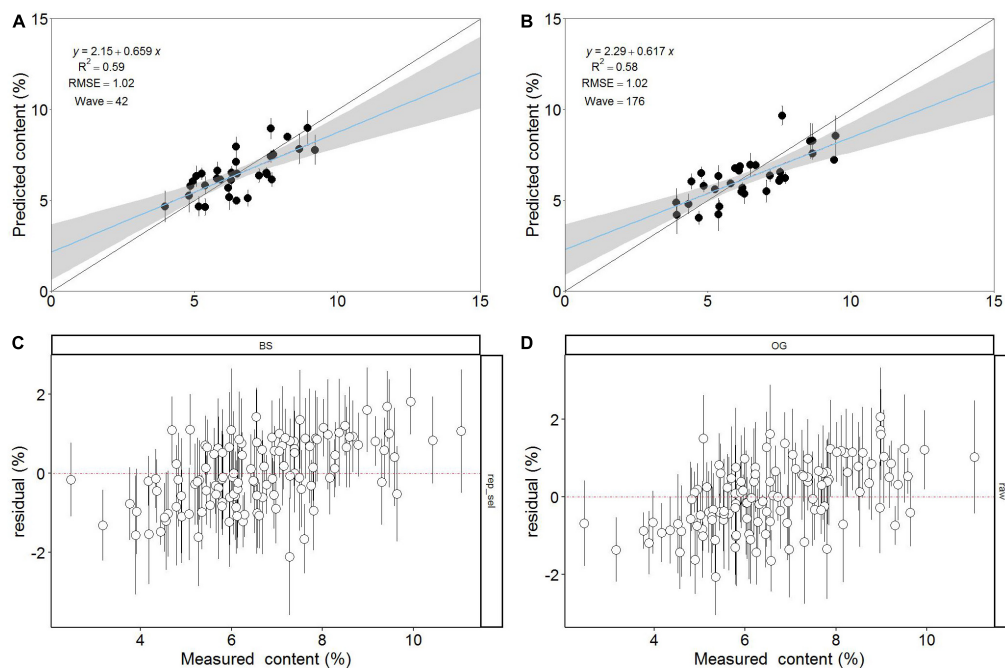 A
15
y = 2.15 + 0.659 x
R² = 0.59
RMSE = 1.02
Wave = 42
Predicted content (%)
10
5
0
0
5
10
15
B
15
y = 2.29 + 0.617 x
R² = 0.58
RMSE = 1.02
Wave = 176
Predicted content (%)
10
5
0
0
5
10
15
C
BS
rep_sel
residual (%)
2
0
-2
4
6
8
10
Measured content (%)
D
OG
raw
residual (%)
2
0
-2
4
6
8
10
Measured content (%)